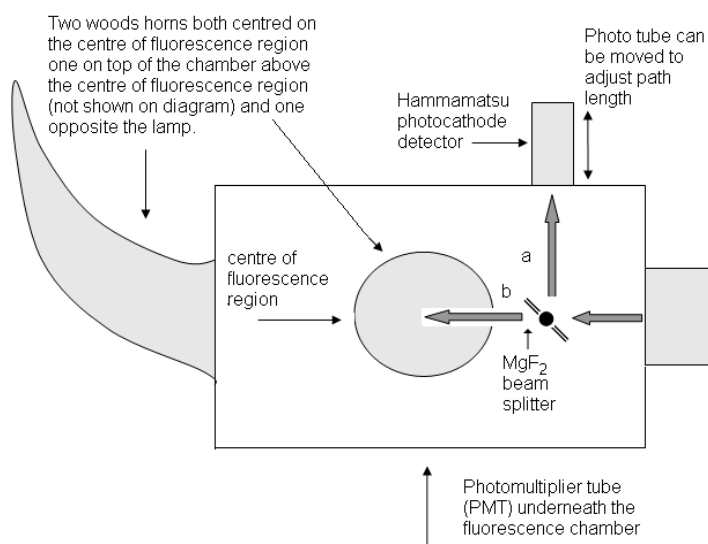 Two woods horns both centred on
the centre of fluorescence region
one on top of the chamber above
the centre of fluorescence region
(not shown on diagram) and one
opposite the lamp.
Photo tube can
be moved to
adjust path
length
Hammamatsu
photocathode
detector
centre of
fluorescence
region
a
b
MgF2
beam
splitter
Photomultiplier tube
(PMT) underneath the
fluorescence chamber